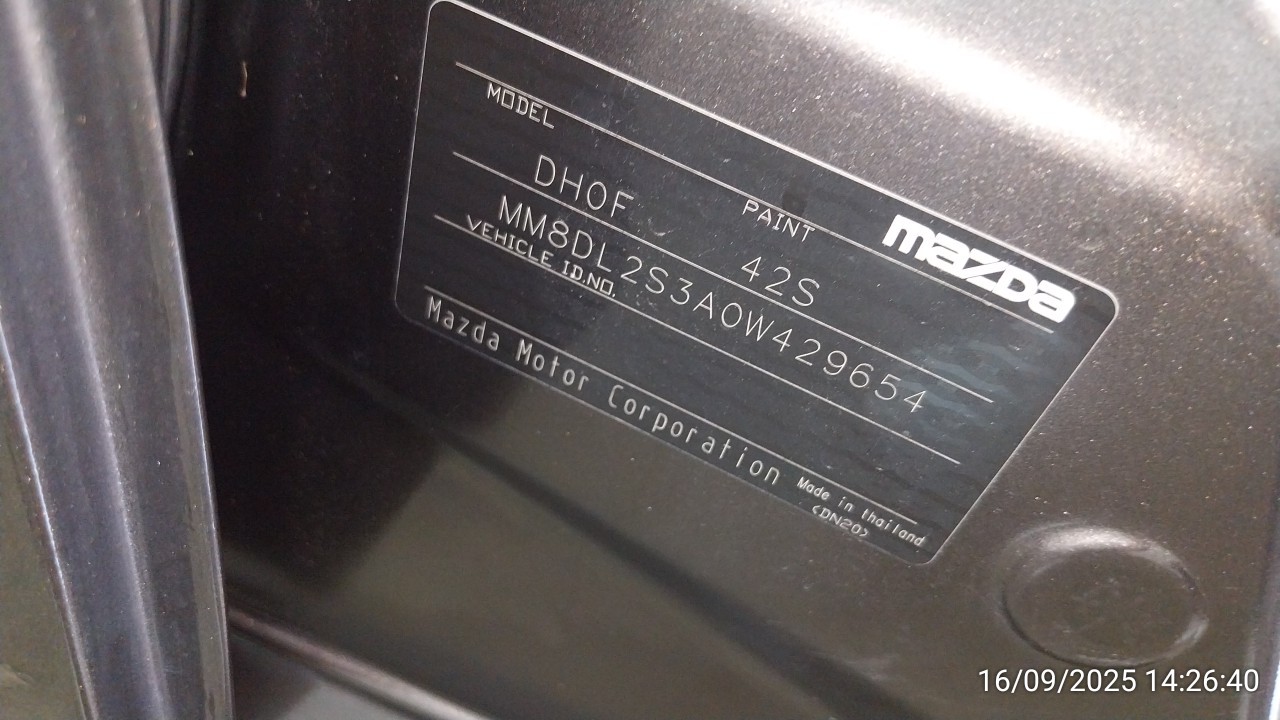 mazda
MODEL
PAINT
DH0F
42S
MM8DL2S3A0W429654
VEHICLE ID.NO.
Mazda Motor Corporation
Made in thailand
(DN20)
16/09/2025 14:26:40